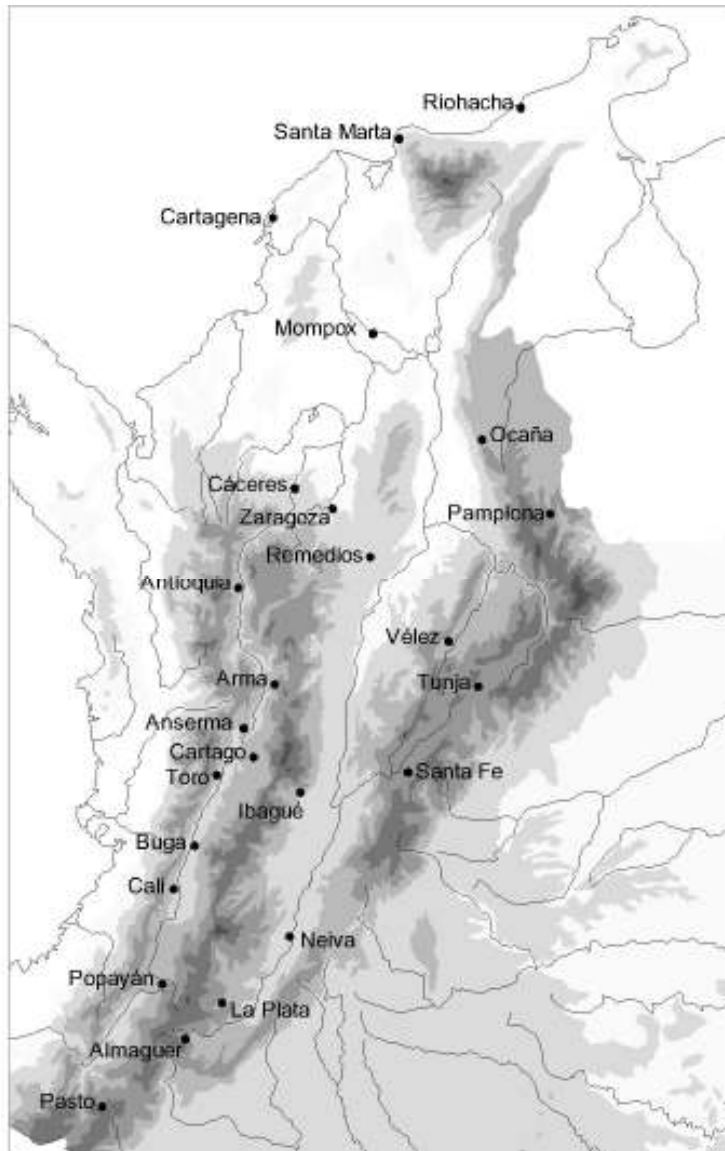 Riohacha
Santa Marta
Cartagena
Mompox
Ocaña
Cáceres
Zaragoza
Pamplona
Remedios
Antioquia
Vélez
Arma
Tunja
Anserma
Cartago
Toro
Santa Fe
Ibagué
Buga
Cali
Neiva
Popayán
La Plata
Almaguer
Pasto